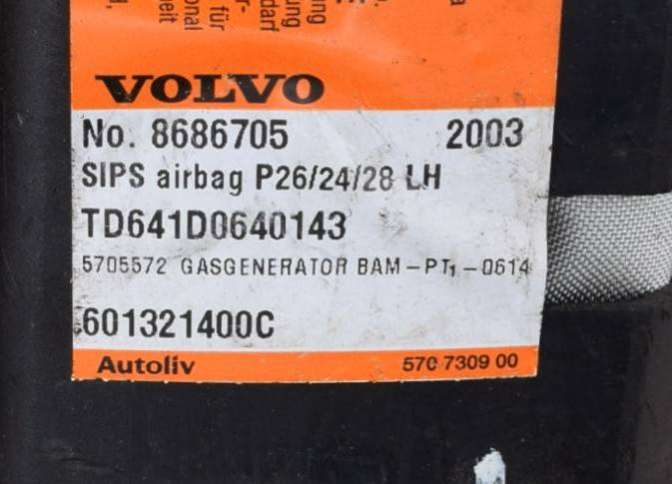 VOLVO
No. 8686705 2003
SIPS airbag P26/24/28 LH
TD641D0640143
5705572 GASGENERATOR BAM-PT₁-0614
601321400C
Autoliv 570 7309 00